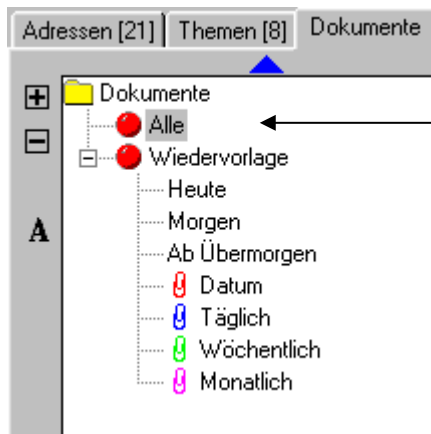 Adressen [21] Themen [8] Dokumente
Dokumente
Alle
Wiedervorlage
Heute
A Morgen
Ab Übermorgen
Datum
Täglich
Wöchentlich
Monatlich